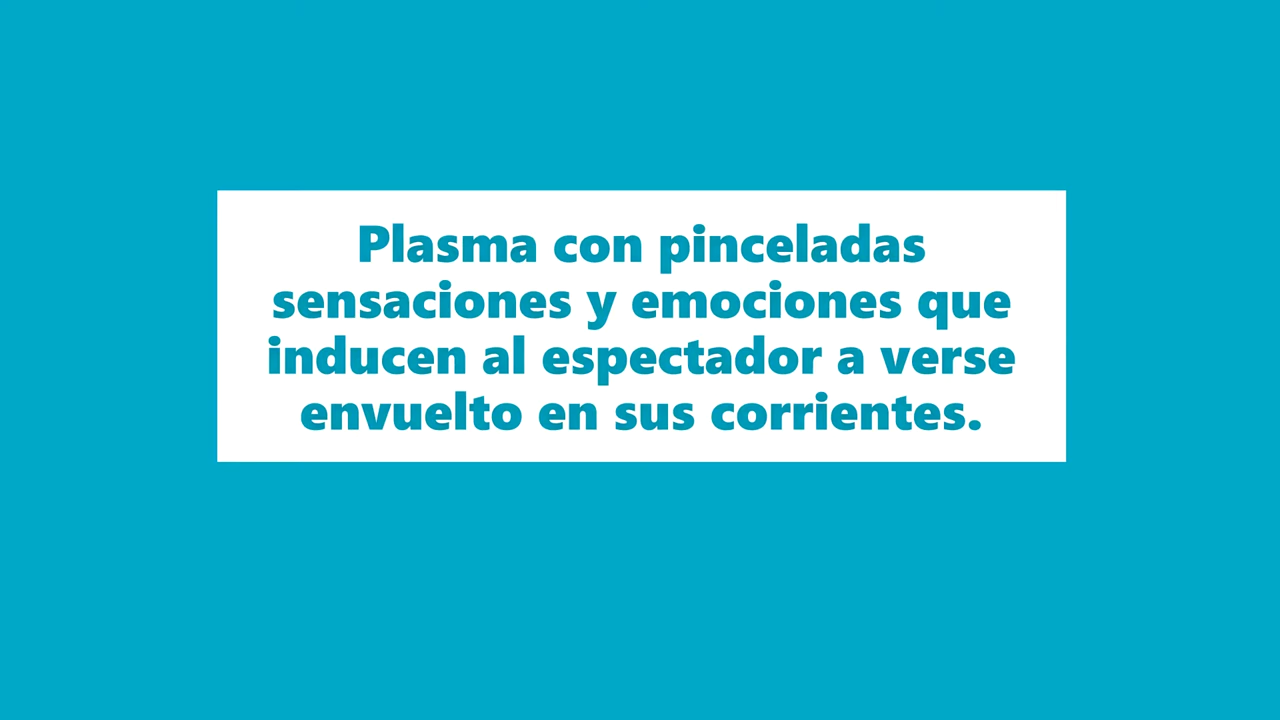 Plasma con pinceladas
sensaciones y emociones que
inducen al espectador a verse
envuelto en sus corrientes.